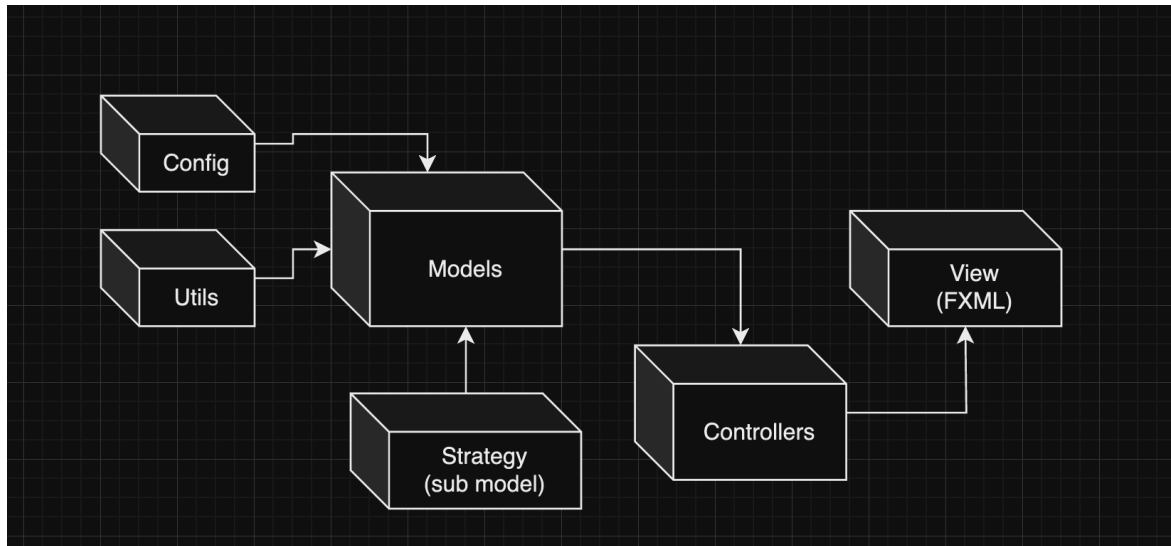 Config
Utils
Models
Strategy
(sub model)
Controllers
View
(FXML)